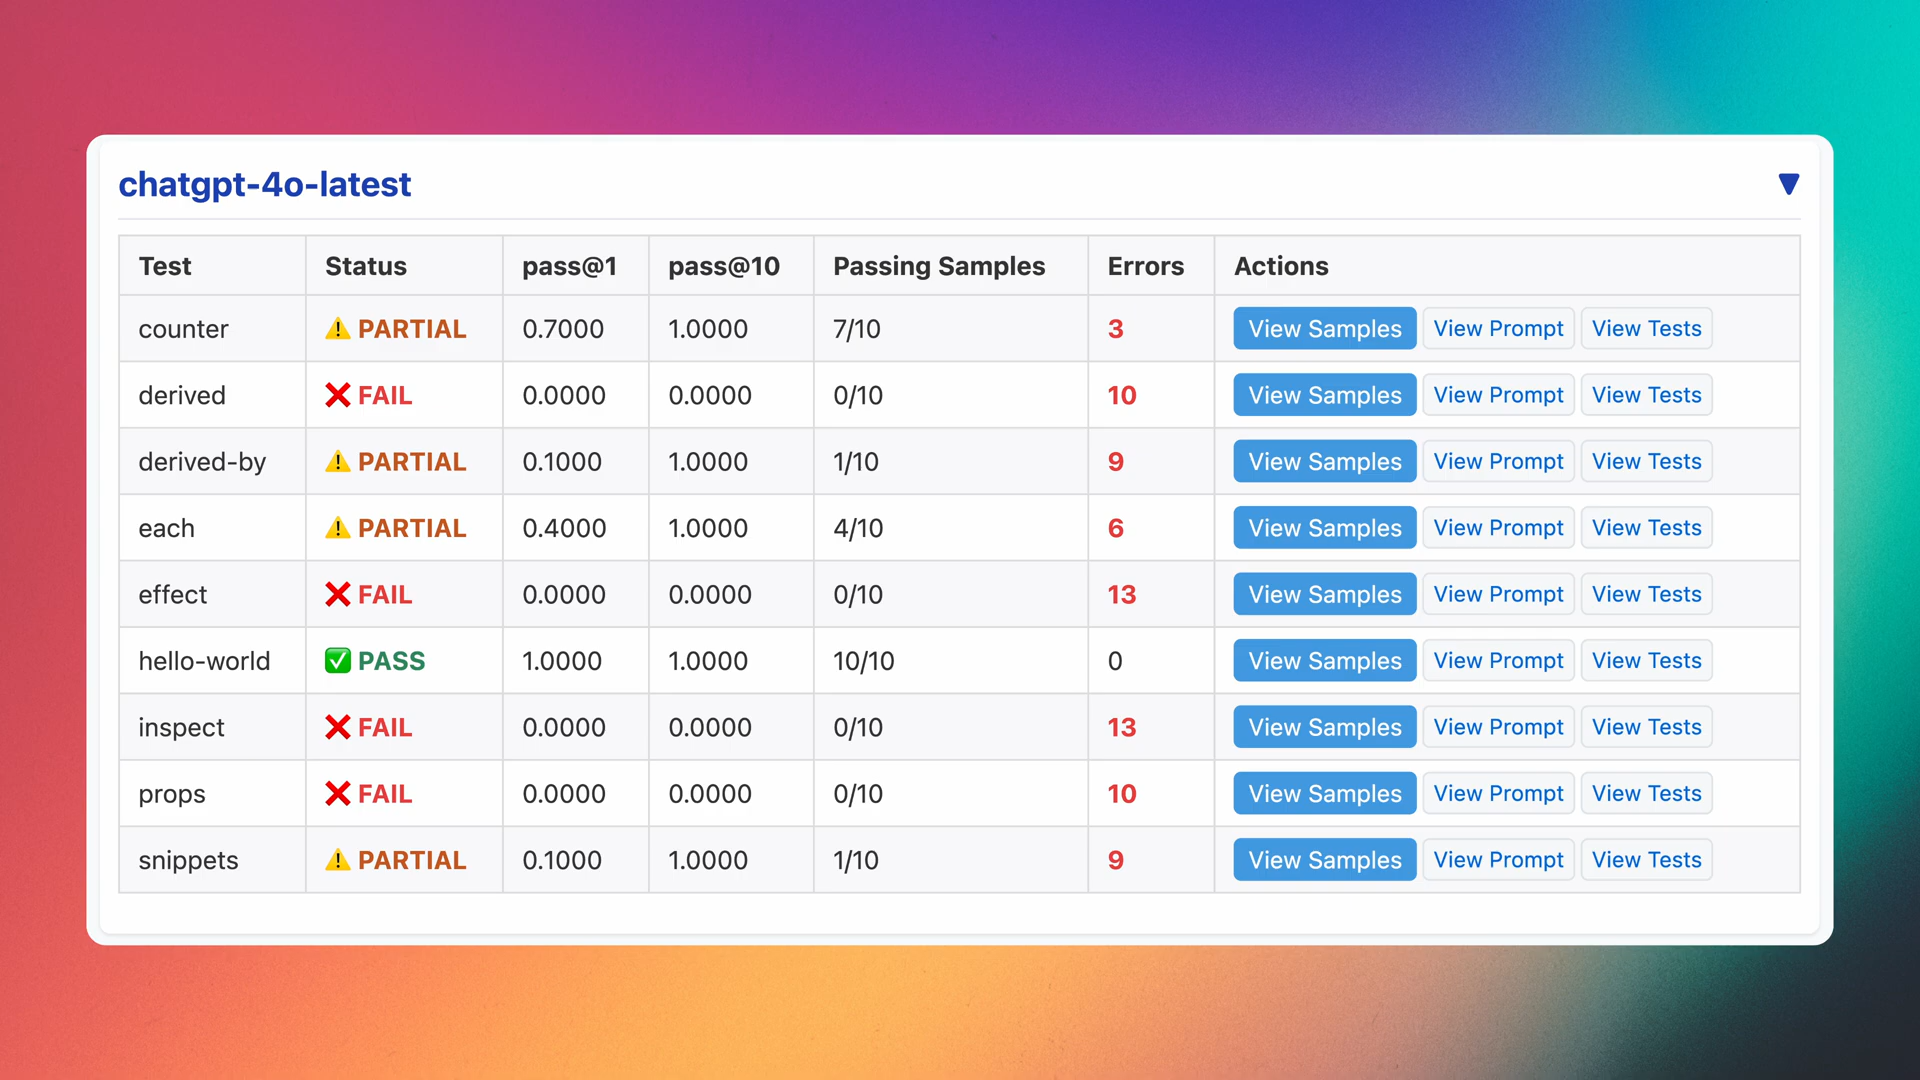 chatgpt-4o-latest
Test Status pass@1 pass@10 Passing Samples Errors Actions
counter PARTIAL 0.7000 1.0000 7/10 3 View Samples View Prompt View Tests
derived FAIL 0.0000 0.0000 0/10 10 View Samples View Prompt View Tests
derived-by PARTIAL 0.1000 1.0000 1/10 9 View Samples View Prompt View Tests
each PARTIAL 0.4000 1.0000 4/10 6 View Samples View Prompt View Tests
effect FAIL 0.0000 0.0000 0/10 13 View Samples View Prompt View Tests
hello-world PASS 1.0000 1.0000 10/10 0 View Samples View Prompt View Tests
inspect FAIL 0.0000 0.0000 0/10 13 View Samples View Prompt View Tests
props FAIL 0.0000 0.0000 0/10 10 View Samples View Prompt View Tests
snippets PARTIAL 0.1000 1.0000 1/10 9 View Samples View Prompt View Tests